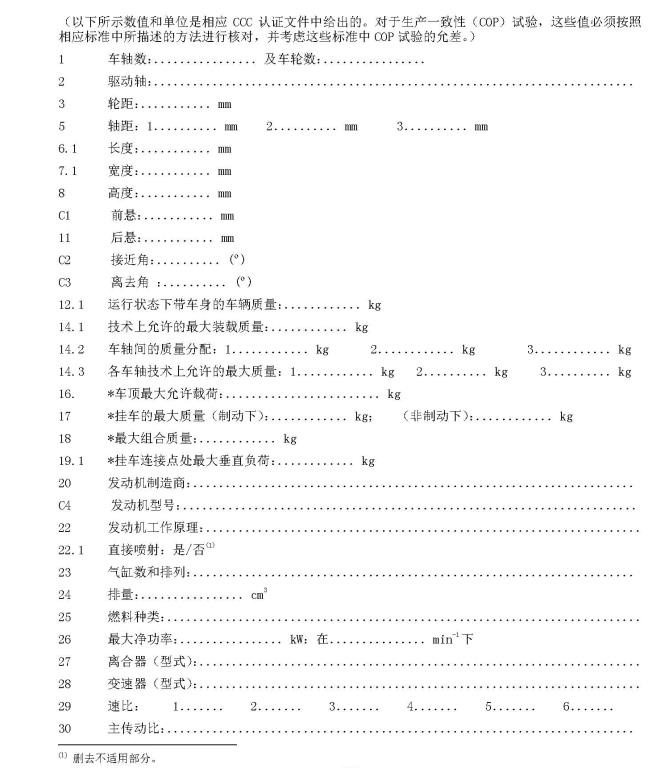 (以下所示数值和单位是相应 CCC 认证文件中给出的。对于生产一致性(COP)试验,这些值必须按照
相应标准中所描述的方法进行核对,并考虑这些标准中 COP 试验的允差。)
1 车轴数:................ 及车轮数:................
2 驱动轴:..........................................................................
3 轮距:........... mm
5 轴距:1.......... mm 2.......... mm 3.......... mm
6.1 长度:........... mm
7.1 宽度:........... mm
8 高度:........... mm
C1 前悬:........... mm
11 后悬:........... mm
C2 接近角:.......... (°)
C3 离去角 :.......... (°)
12.1 运行状态下带车身的车辆质量:............ kg
14.1 技术上允许的最大装载质量:............ kg
14.2 车轴间的质量分配:1............ kg 2............ kg 3............ kg
14.3 各车轴技术上允许的最大质量:1............ kg 2.......... kg 3.......... kg
16. *车顶最大允许载荷:........................ kg
17 *挂车的最大质量(制动下):............ kg; (非制动下):............ kg
18 *最大组合质量:............ kg
19.1 *挂车连接点处最大垂直负荷:............ kg
20 发动机制造商:....................................................................
C4 发动机型号:......................................................................
22 发动机工作原理:...................................................................
22.1 直接喷射:是/否⁽¹⁾
23 气缸数和排列:....................................................................
24 排量:................ cm³
25 燃料种类:.........................................................................
26 最大净功率:................ kW:在............... min⁻¹下
27 离合器(型式):....................................................................
28 变速器(型式):....................................................................
29 速比: 1....... 2....... 3....... 4....... 5....... 6.......
30 主传动比:........................................................................
⁽¹⁾ 删去不适用部分。